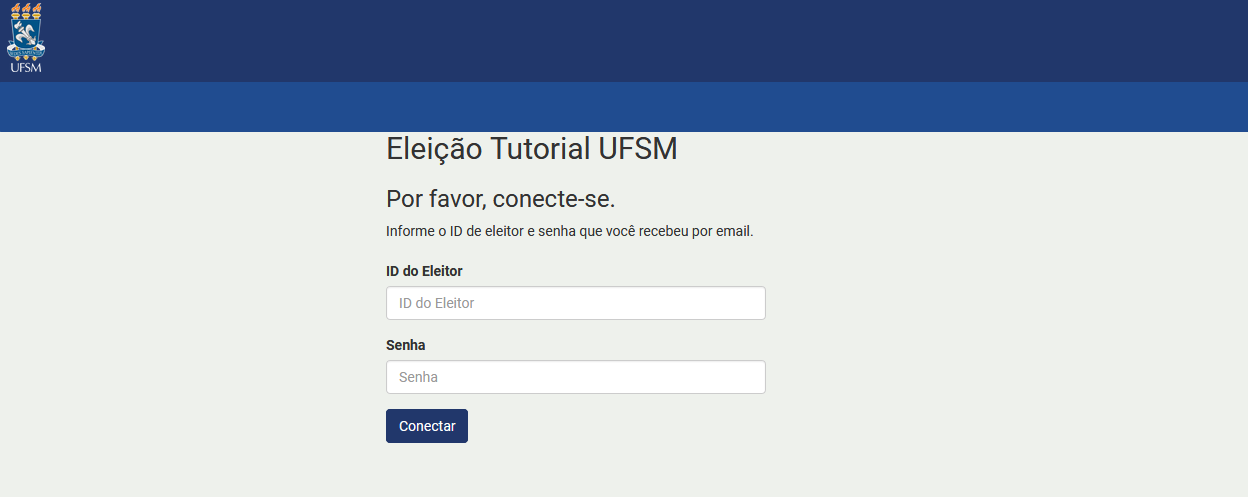 UFSM
Eleição Tutorial UFSM
Por favor, conecte-se.
Informe o ID de eleitor e senha que você recebeu por email.
ID do Eleitor
ID do Eleitor
Senha
Senha
Conectar